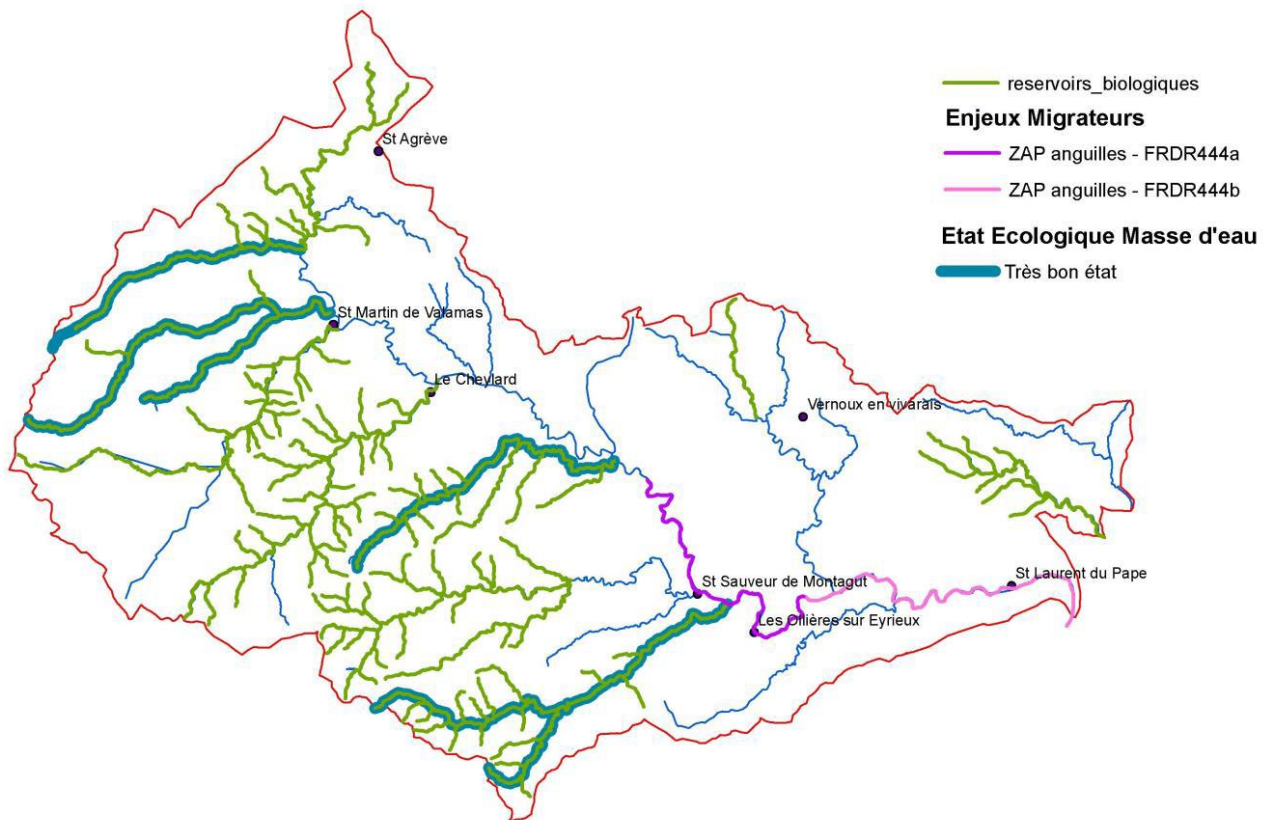 reservoirs_biologiques
Enjeux Migrateurs
ZAP anguilles - FRDR444a
ZAP anguilles - FRDR444b
Etat Ecologique Masse d'eau
Très bon état
St Agrève
St Martin de Valamas
Le Cheylard
Vernoux en vivarais
St Sauveur de Montagut
St Laurent du Pape
Les Ollières sur Eyrieux